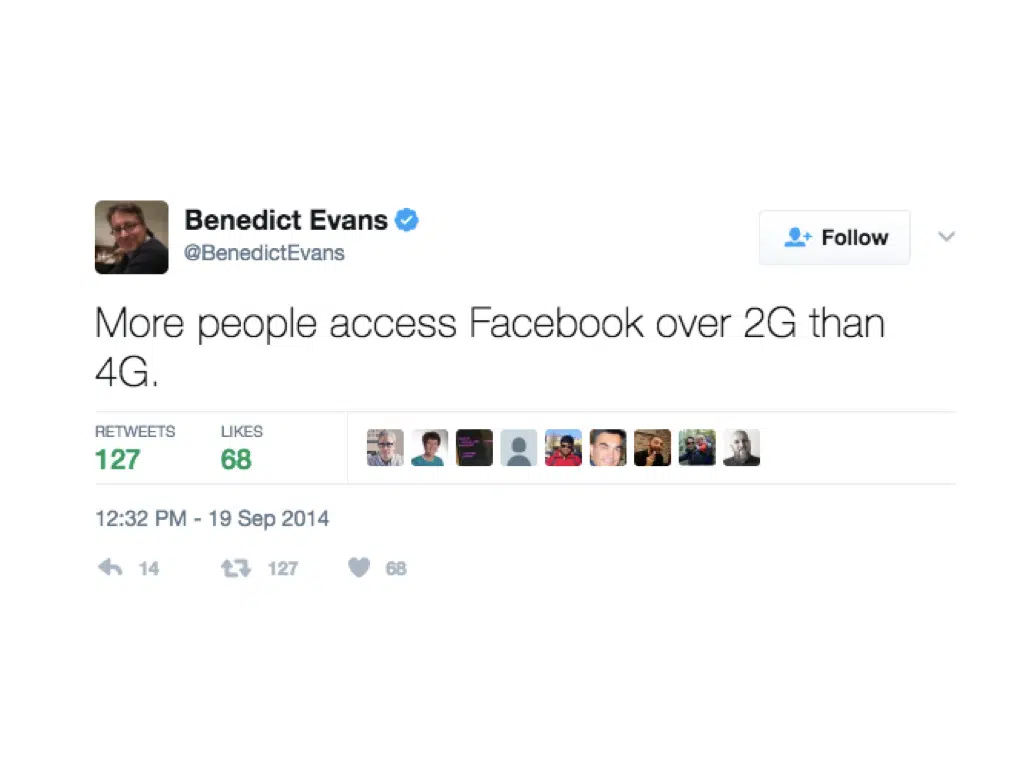 Benedict Evans
@BenedictEvans
Follow
More people access Facebook over 2G than
4G.
RETWEETS LIKES
127 68
12:32 PM - 19 Sep 2014
14 127 68